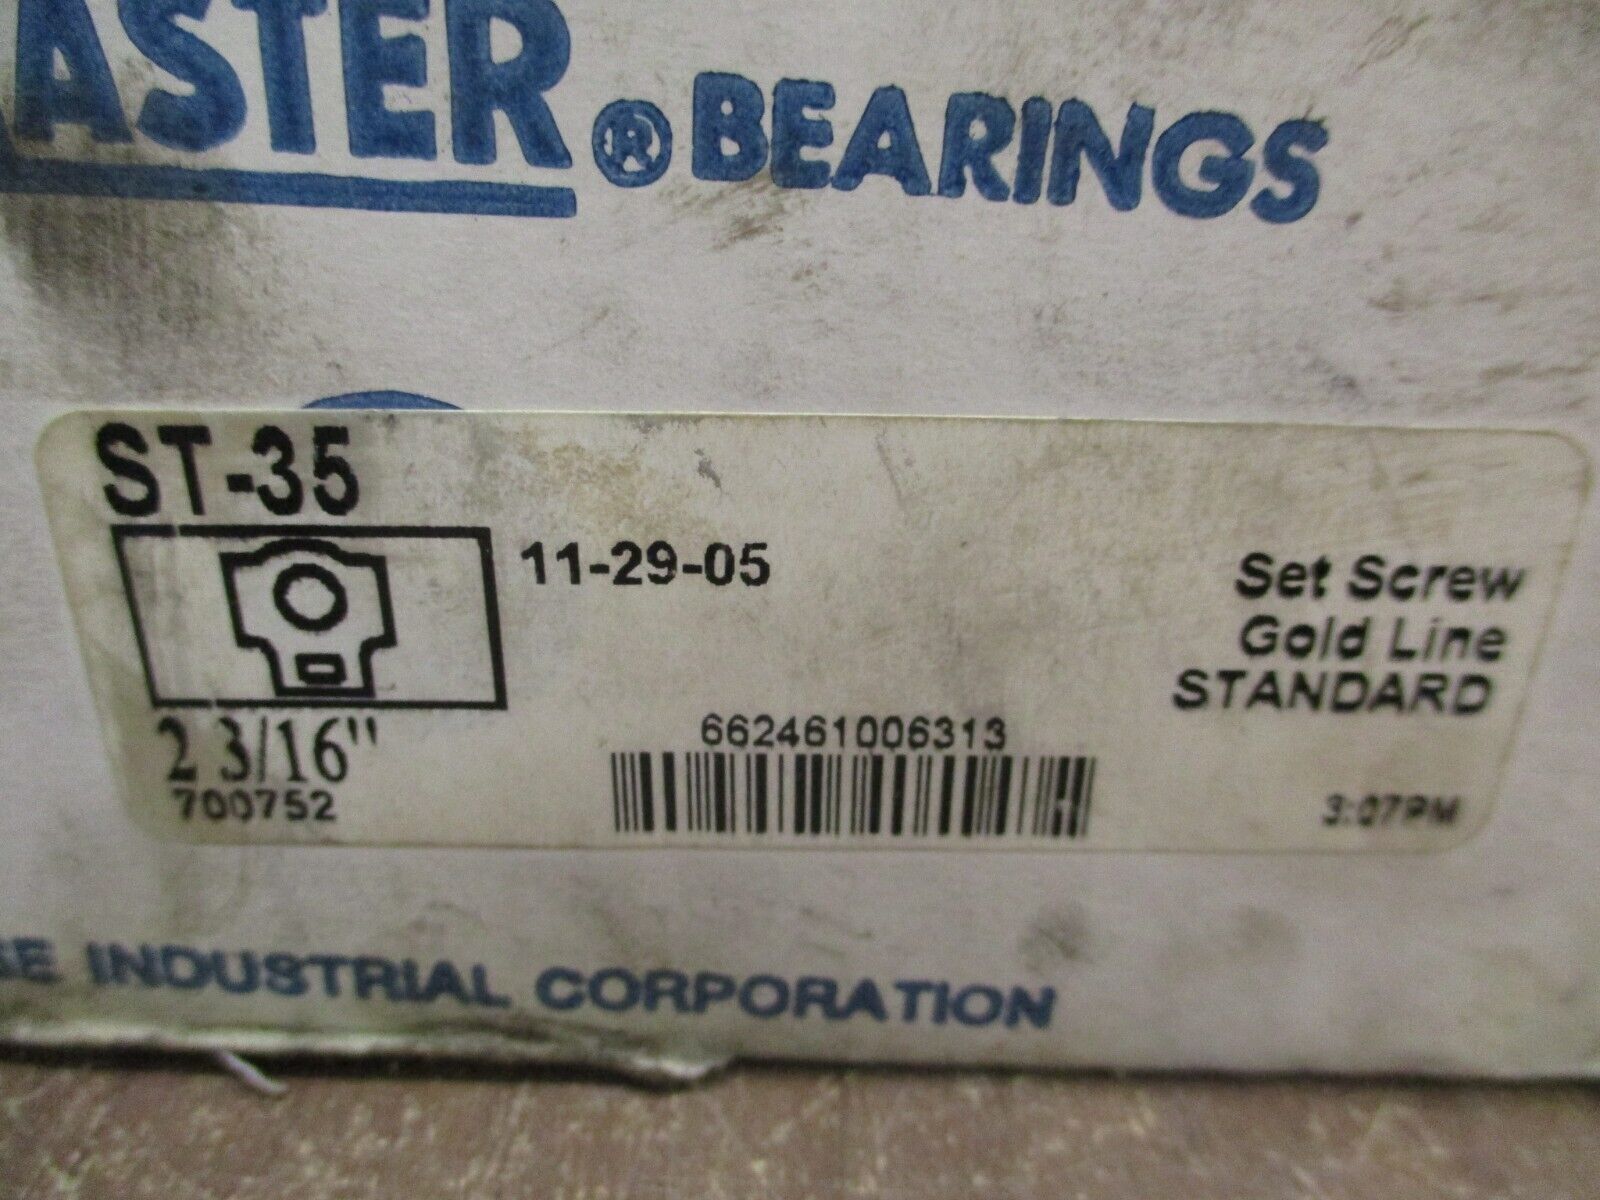 ASTER® BEARINGS
ST-35
11-29-05
Set Screw
Gold Line
STANDARD
2 3/16"
700752
662461006313
3:07PM
SE INDUSTRIAL CORPORATION